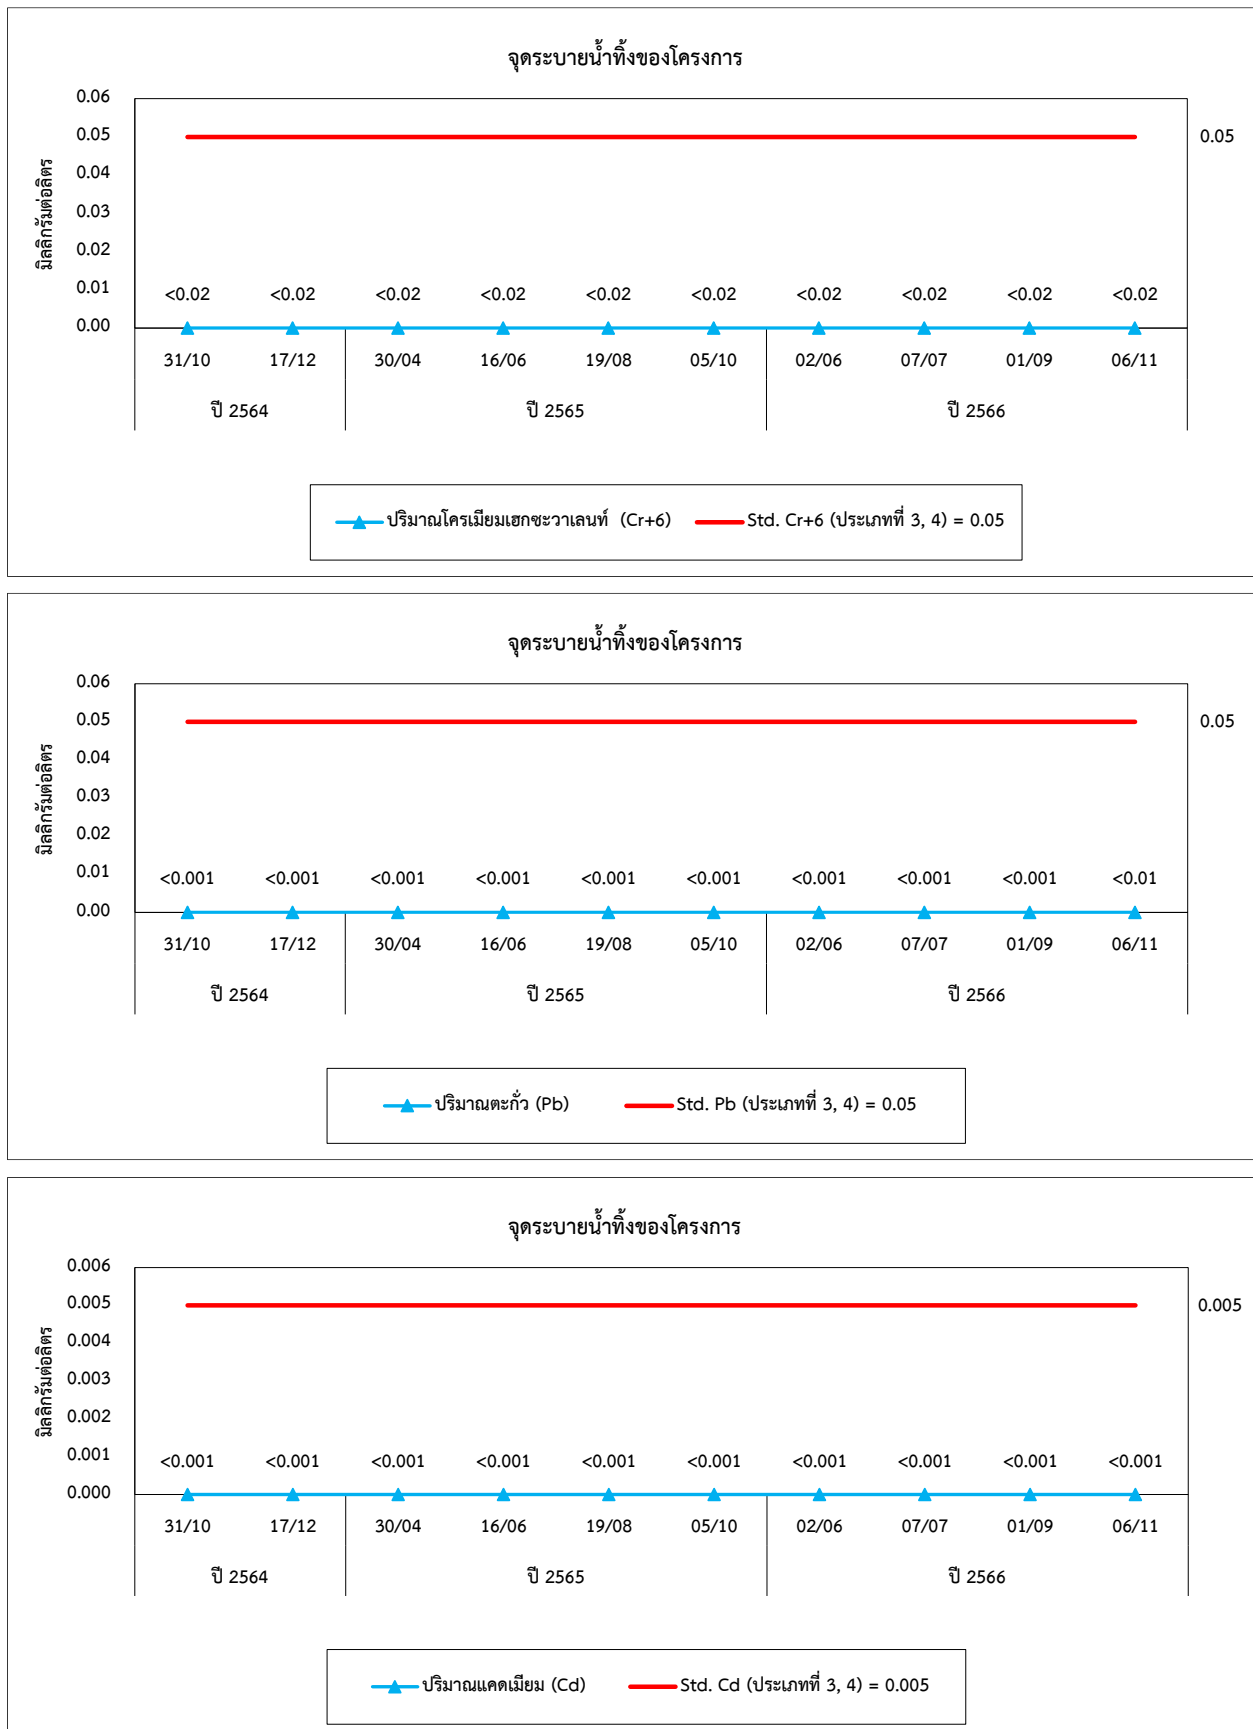 จุดระบายน้ำทิ้งของโครงการ
มิลลิกรัมต่อลิตร
0.06
0.05
0.04
0.03
0.02
0.01
0.00
0.05
<0.02 <0.02 <0.02 <0.02 <0.02 <0.02 <0.02 <0.02 <0.02 <0.02
31/10 17/12 30/04 16/06 19/08 05/10 02/06 07/07 01/09 06/11
ปี 2564 ปี 2565 ปี 2566
ปริมาณโครเมียมเฮกซะวาเลนท์ (Cr+6) Std. Cr+6 (ประเภทที่ 3, 4) = 0.05
จุดระบายน้ำทิ้งของโครงการ
มิลลิกรัมต่อลิตร
0.06
0.05
0.04
0.03
0.02
0.01
0.00
0.05
<0.001 <0.001 <0.001 <0.001 <0.001 <0.001 <0.001 <0.001 <0.001 <0.01
31/10 17/12 30/04 16/06 19/08 05/10 02/06 07/07 01/09 06/11
ปี 2564 ปี 2565 ปี 2566
ปริมาณตะกั่ว (Pb) Std. Pb (ประเภทที่ 3, 4) = 0.05
จุดระบายน้ำทิ้งของโครงการ
มิลลิกรัมต่อลิตร
0.006
0.005
0.004
0.003
0.002
0.001
0.000
0.005
<0.001 <0.001 <0.001 <0.001 <0.001 <0.001 <0.001 <0.001 <0.001 <0.001
31/10 17/12 30/04 16/06 19/08 05/10 02/06 07/07 01/09 06/11
ปี 2564 ปี 2565 ปี 2566
ปริมาณแคดเมียม (Cd) Std. Cd (ประเภทที่ 3, 4) = 0.005